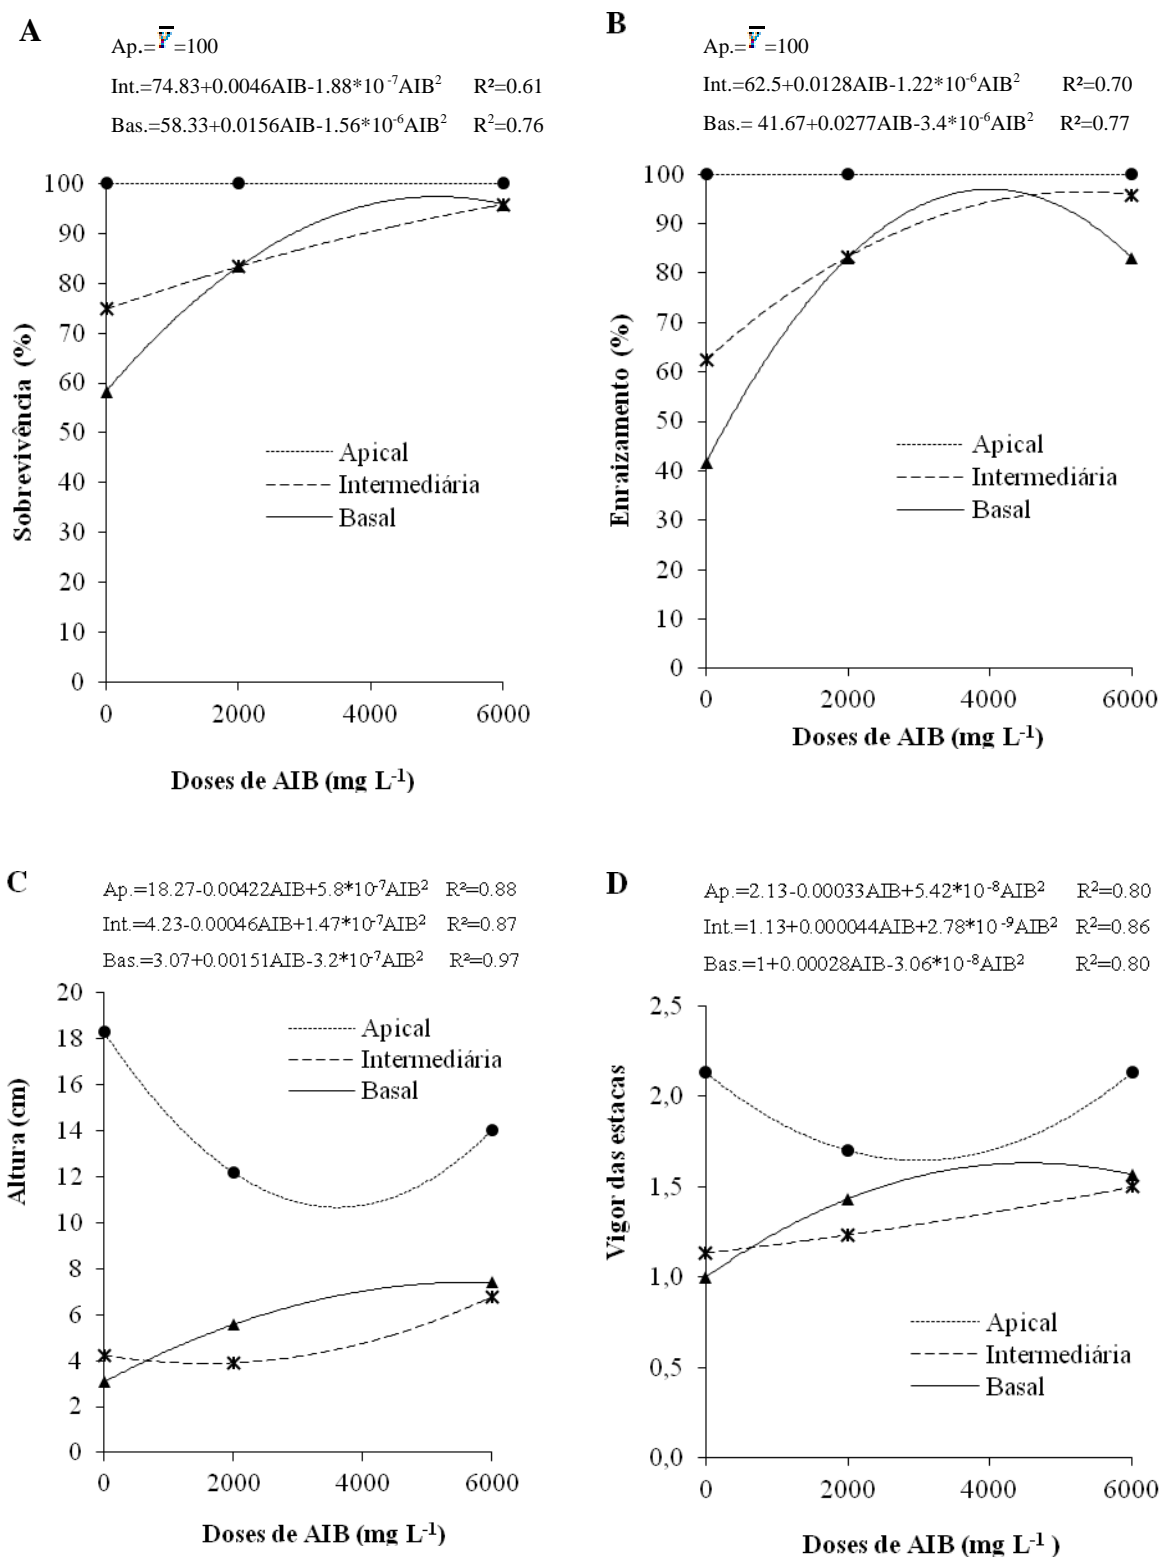 A
Ap.=Y̅=100
Int.=74.83+0.0046AIB-1.88*10⁻⁷AIB² R²=0.61
Bas.=58.33+0.0156AIB-1.56*10⁻⁶AIB² R²=0.76
100
90
80
70
60
50
40
30
20
10
0
Sobrevivência (%)
Apical
Intermediária
Basal
0 2000 4000 6000
Doses de AIB (mg L⁻¹)
B
Ap.=Y̅=100
Int.=62.5+0.0128AIB-1.22*10⁻⁶AIB² R²=0.70
Bas.= 41.67+0.0277AIB-3.4*10⁻⁶AIB² R²=0.77
100
90
80
70
60
50
40
30
20
10
0
Enraizamento (%)
Apical
Intermediária
Basal
0 2000 4000 6000
Doses de AIB (mg L⁻¹)
C
Ap.=18.27-0.00422AIB+5.8*10⁻⁷AIB² R²=0.88
Int.=4.23-0.00046AIB+1.47*10⁻⁷AIB² R²=0.87
Bas.=3.07+0.00151AIB-3.2*10⁻⁷AIB² R²=0.97
20
18
16
14
12
10
8
6
4
2
0
Altura (cm)
Apical
Intermediária
Basal
0 2000 4000 6000
Doses de AIB (mg L⁻¹)
D
Ap.=2.13-0.00033AIB+5.42*10⁻⁸AIB² R²=0.80
Int.=1.13+0.000044AIB+2.78*10⁻⁹AIB² R²=0.86
Bas.=1+0.00028AIB-3.06*10⁻⁸AIB² R²=0.80
2,5
2,0
1,5
1,0
0,5
0,0
Vigor das estacas
Apical
Intermediária
Basal
0 2000 4000 6000
Doses de AIB (mg L⁻¹ )